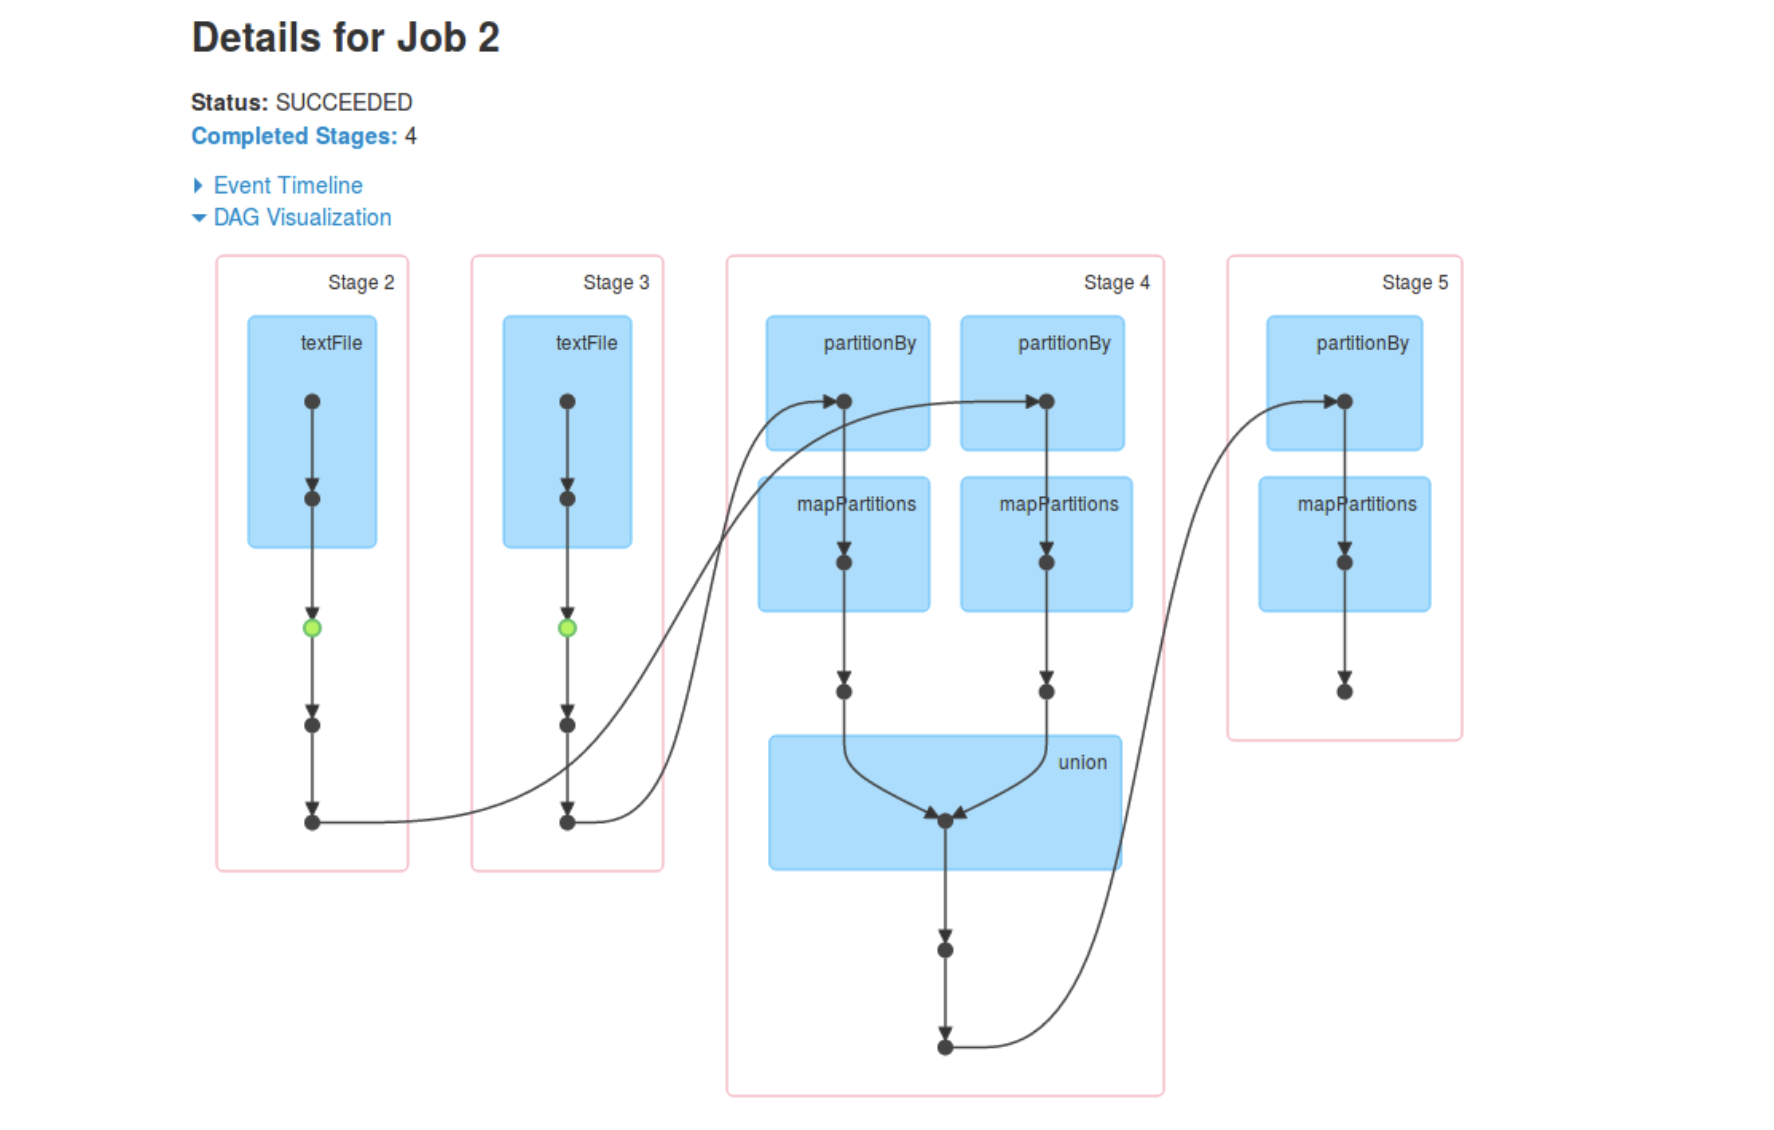 Details for Job 2
Status: SUCCEEDED
Completed Stages: 4
Event Timeline
DAG Visualization
Stage 2
textFile
Stage 3
textFile
Stage 4
partitionBy
partitionBy
mapPartitions
mapPartitions
union
Stage 5
partitionBy
mapPartitions